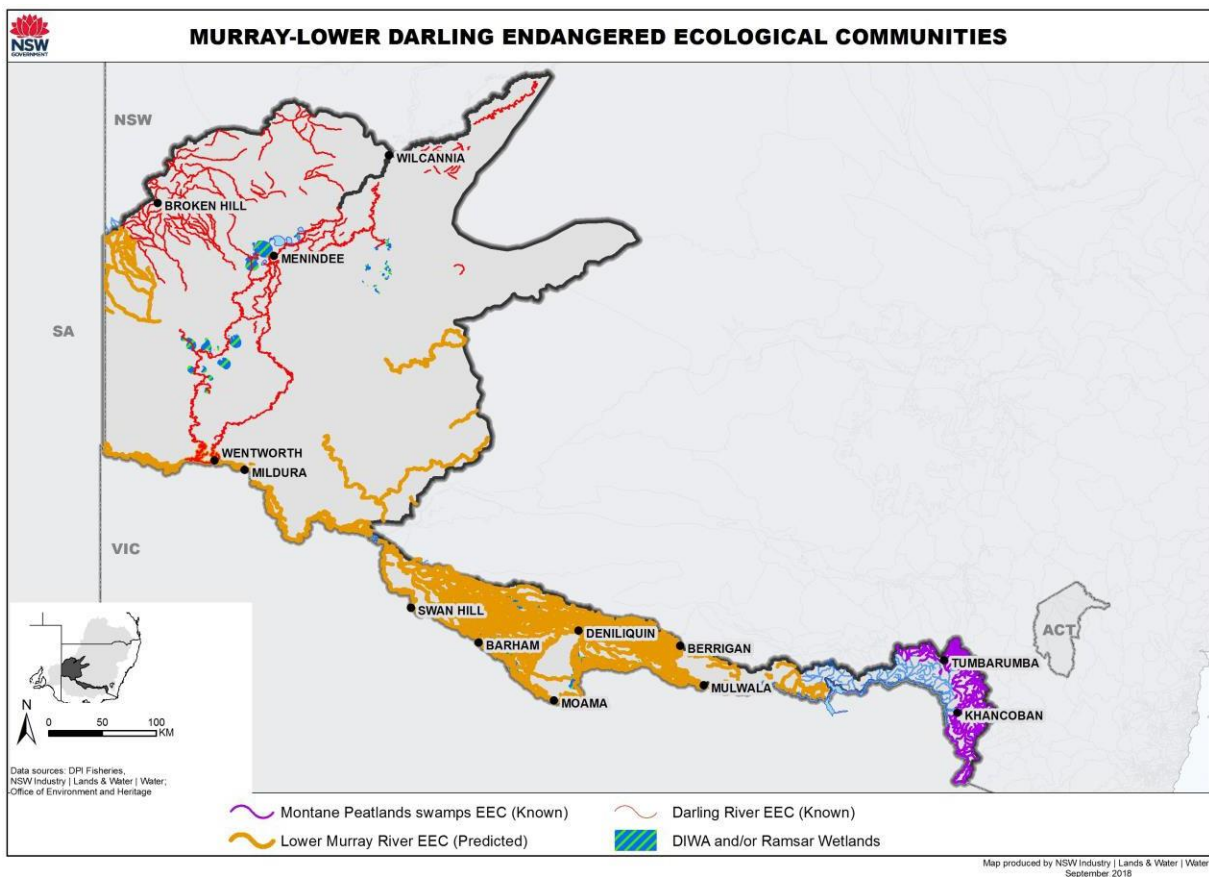 NSW
GOVERNMENT
MURRAY-LOWER DARLING ENDANGERED ECOLOGICAL COMMUNITIES
NSW
WILCANNIA
BROKEN HILL
MENINDEE
SA
WENTWORTH
MILDURA
VIC
SWAN HILL
DENILIQUIN
BARHAM
BERRIGAN
ACT
TUMBARUMBA
MULWALA
MOAMA
KHANCOBAN
N
0 50 100
KM
Data sources: DPI Fisheries,
NSW Industry | Lands & Water | Water;
Office of Environment and Heritage
Montane Peatlands swamps EEC (Known)
Darling River EEC (Known)
Lower Murray River EEC (Predicted)
DIWA and/or Ramsar Wetlands
Map produced by NSW Industry | Lands & Water | Water
September 2018